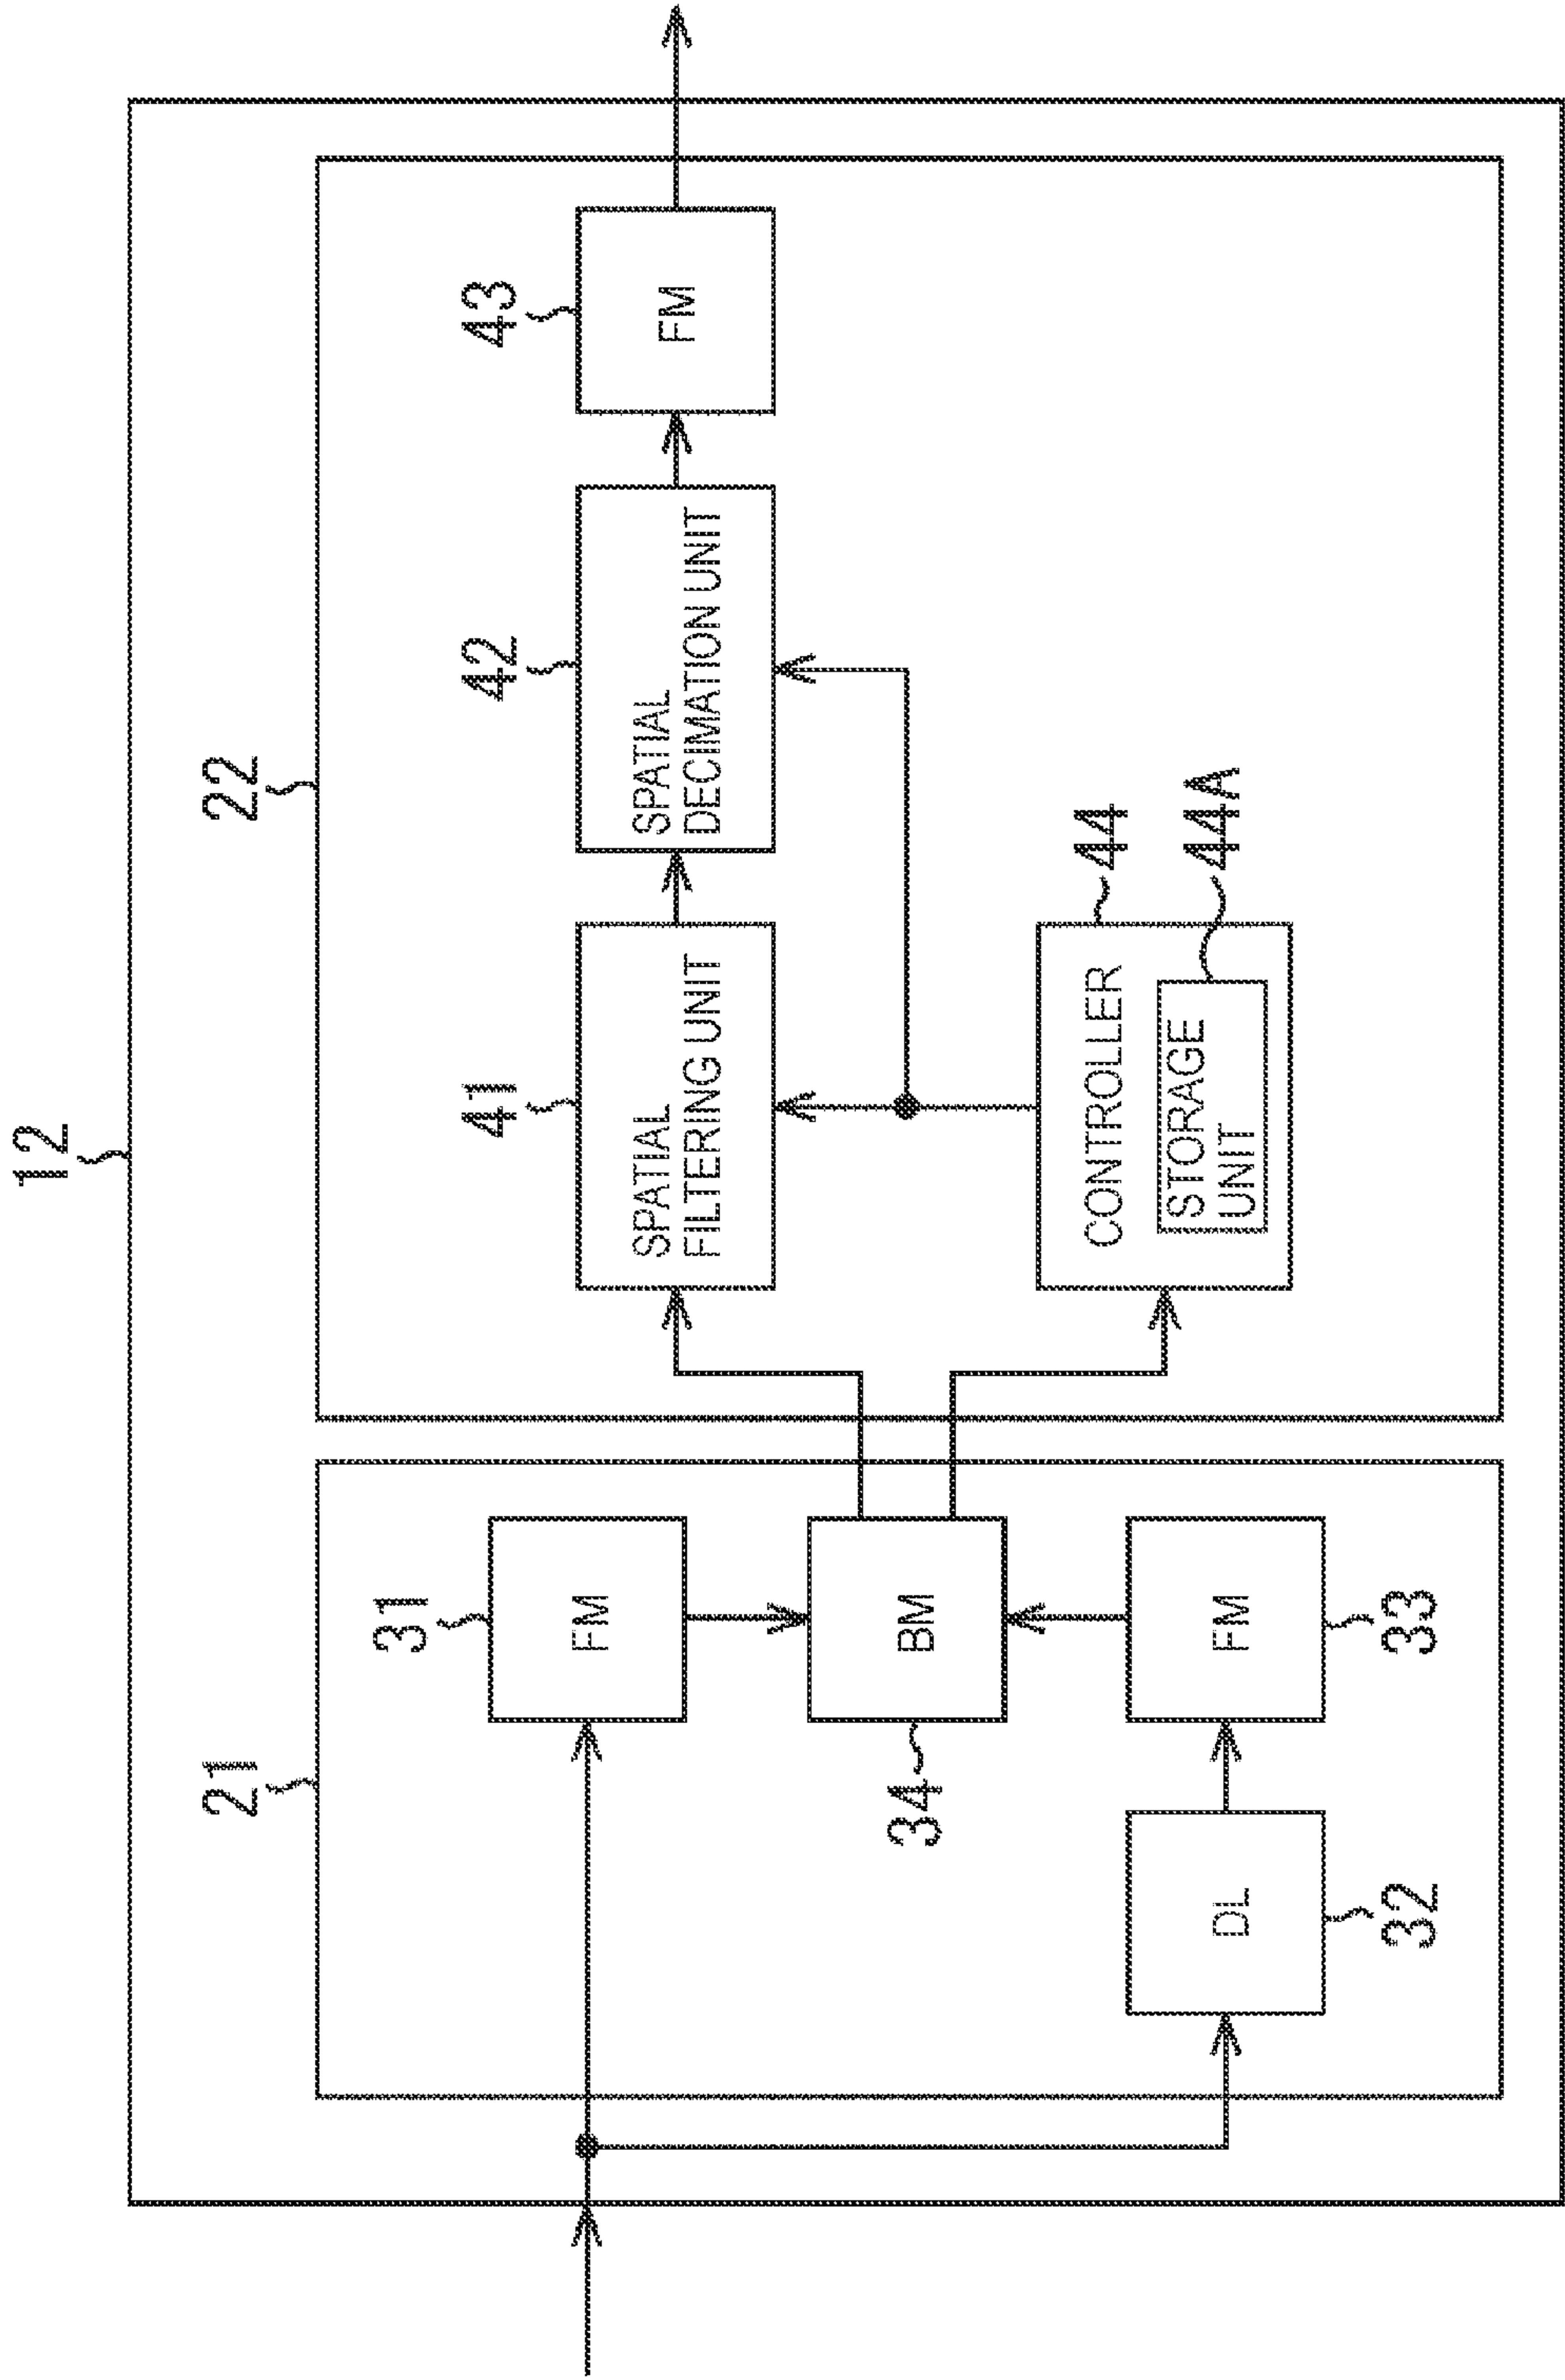 12
21
22
31
FM
34
BM
33
FM
32
DL
41
SPATIAL
FILTERING UNIT
42
SPATIAL
DECIMATION UNIT
43
FM
44
CONTROLLER
44A
STORAGE
UNIT